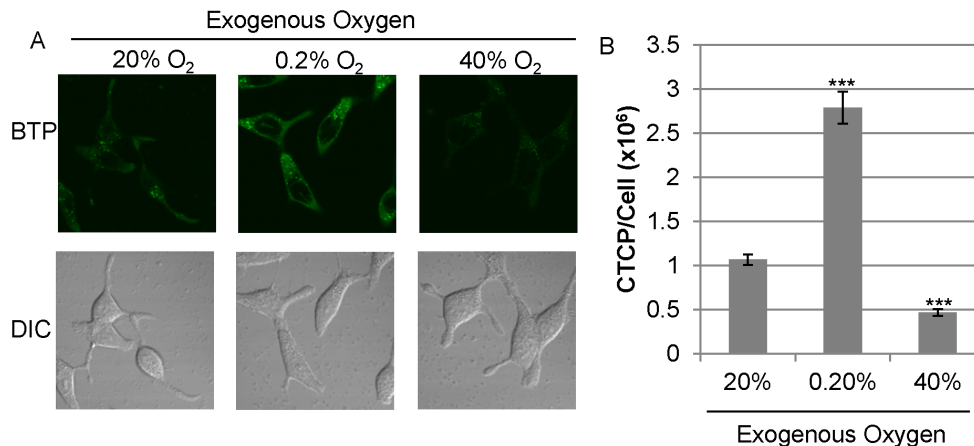 A
Exogenous Oxygen
20% O₂ 0.2% O₂ 40% O₂
BTP
DIC
B
CTCP/Cell (x10⁶)
3.5
3
2.5
2
1.5
1
0.5
0
***
***
20% 0.20% 40%
Exogenous Oxygen